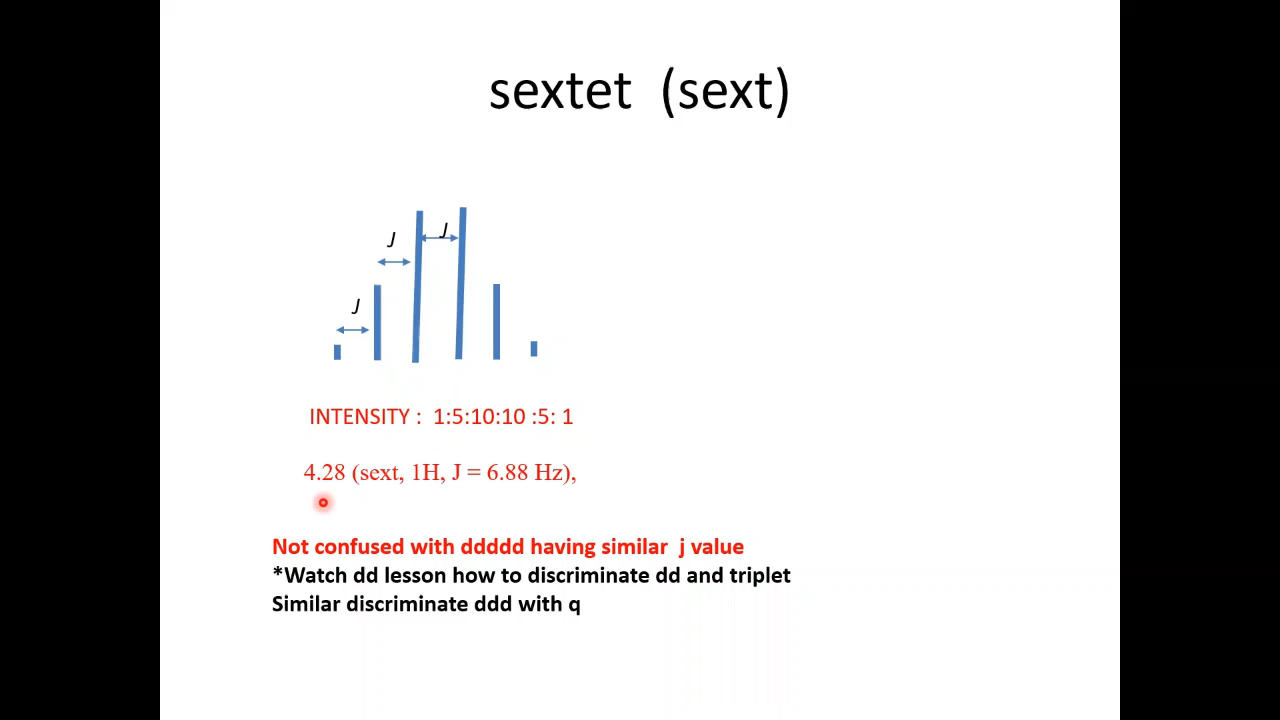 sextet (sext)
J
J
J
INTENSITY : 1:5:10:10 :5: 1
4.28 (sext, 1H, J = 6.88 Hz),
Not confused with ddddd having similar j value
*Watch dd lesson how to discriminate dd and triplet
Similar discriminate ddd with q